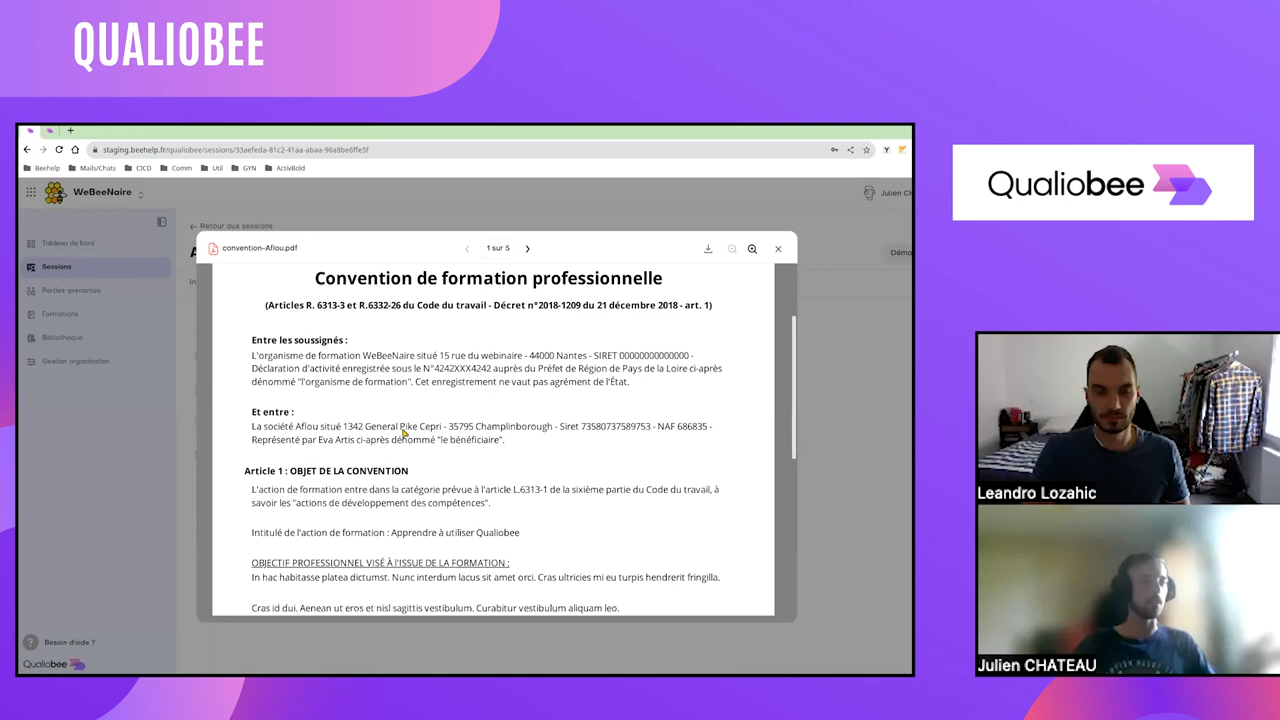 QUALIOBEE
staging.beehelp.fr/qualiobee/sessions/33aefeda-81c2-41aa-abaa-96a8be6ffe5f
Beehelp Mails/Chats CICD Comm Util GYN ActivBold
WeBeeNaire
Julien CH
Tableau de bord
Sessions
Parties-prenantes
Formations
Bibliothèque
Gestion organisation
Besoin d'aide ?
Qualiobee
Retour aux sessions
Démo
convention-Aflou.pdf
1 sur 5
Convention de formation professionnelle
(Articles R. 6313-3 et R.6332-26 du Code du travail - Décret n°2018-1209 du 21 décembre 2018 - art. 1)
Entre les soussignés :
L'organisme de formation WeBeeNaire situé 15 rue du webinaire - 44000 Nantes - SIRET 00000000000000 -
Déclaration d'activité enregistrée sous le N°4242XXX4242 auprès du Préfet de Région de Pays de la Loire ci-après
dénommé "l'organisme de formation". Cet enregistrement ne vaut pas agrément de l'État.
Et entre :
La société Aflou situé 1342 General Pike Cepri - 35795 Champlinborough - Siret 73580737589753 - NAF 686835 -
Représenté par Eva Artis ci-après dénommé "le bénéficiaire".
Article 1 : OBJET DE LA CONVENTION
L'action de formation entre dans la catégorie prévue à l'article L.6313-1 de la sixième partie du Code du travail, à
savoir les "actions de développement des compétences".
Intitulé de l'action de formation : Apprendre à utiliser Qualiobee
OBJECTIF PROFESSIONNEL VISÉ À L'ISSUE DE LA FORMATION :
In hac habitasse platea dictumst. Nunc interdum lacus sit amet orci. Cras ultricies mi eu turpis hendrerit fringilla.
Cras id dui. Aenean ut eros et nisl sagittis vestibulum. Curabitur vestibulum aliquam leo.
Qualiobee
Leandro Lozahic
Julien CHATEAU